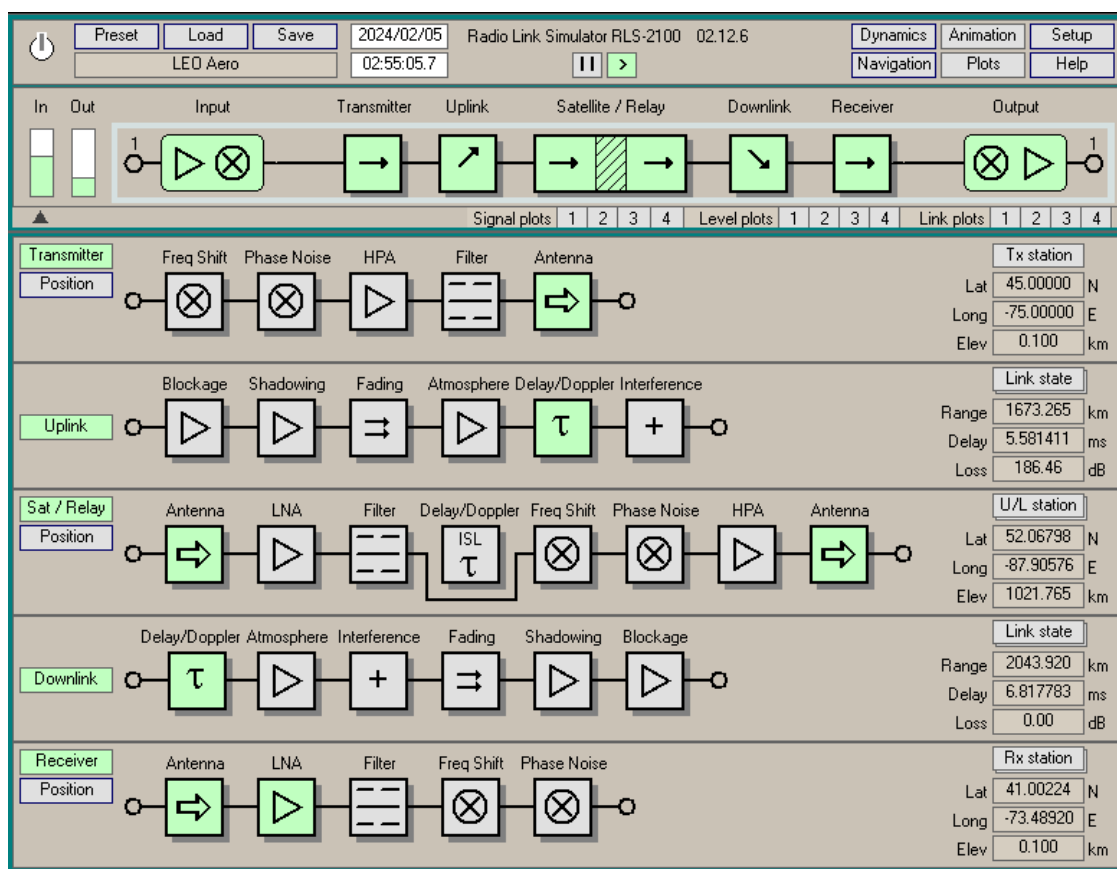 Preset Load Save 2024/02/05 Radio Link Simulator RLS-2100 02.12.6 Dynamics Animation Setup
LEO Aero 02:55:05.7 Navigation Plots Help
In Out Input Transmitter Uplink Satellite / Relay Downlink Receiver Output
1 1
Signal plots 1 2 3 4 Level plots 1 2 3 4 Link plots 1 2 3 4
Transmitter Freq Shift Phase Noise HPA Filter Antenna Tx station
Position Lat 45.00000 N
Long -75.00000 E
Elev 0.100 km
Blockage Shadowing Fading Atmosphere Delay/Doppler Interference Link state
Range 1673.265 km
Uplink τ + Delay 5.581411 ms
Loss 186.46 dB
Sat / Relay Antenna LNA Filter Delay/Doppler Freq Shift Phase Noise HPA Antenna U/L station
Position ISL Lat 52.06798 N
τ Long -87.90576 E
Elev 1021.765 km
Delay/Doppler Atmosphere Interference Fading Shadowing Blockage Link state
Range 2043.920 km
Downlink τ + Delay 6.817783 ms
Loss 0.00 dB
Receiver Antenna LNA Filter Freq Shift Phase Noise Rx station
Position Lat 41.00224 N
Long -73.48920 E
Elev 0.100 km